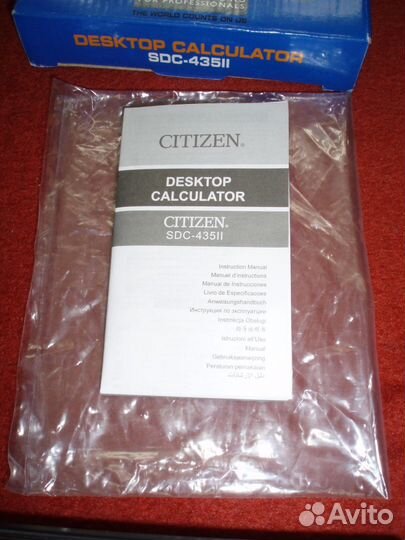 FOR PROFESSIONALS
THE WORLD COUNTS ON US
DESKTOP CALCULATOR
SDC-435II
CITIZEN®
DESKTOP
CALCULATOR
CITIZEN®
SDC-435II
Instruction Manual
Manuel d'instructions
Manual de Instrucciones
Livro de Especificacoes
Anweisungshandbuch
Инструкция по эксплуатации
Instrukcja Obsługi
Istruzioni all'Uso
Manual
Gebruiksaanwijzing
Peraturan pemakaian
Avito